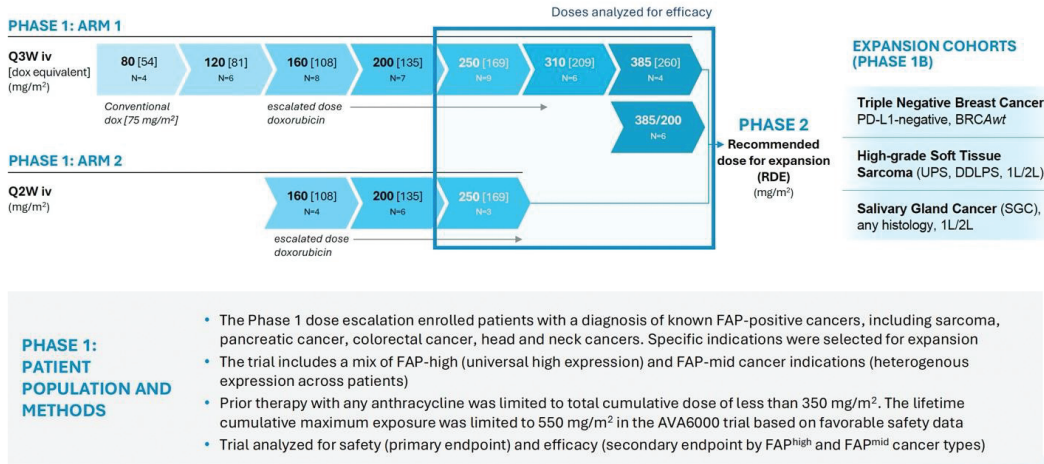 Doses analyzed for efficacy
PHASE 1: ARM 1
Q3W iv
[dox equivalent]
(mg/m²)
80 [54]
N=4
120 [81]
N=6
160 [108]
N=8
200 [135]
N=7
250 [169]
N=9
310 [209]
N=6
385 [260]
N=4
Conventional
dox [75 mg/m²]
escalated dose
doxorubicin
385/200
N=6
PHASE 1: ARM 2
Q2W iv
(mg/m²)
160 [108]
N=4
200 [135]
N=6
250 [169]
N=3
escalated dose
doxorubicin
PHASE 2
Recommended
dose for expansion
(RDE)
(mg/m²)
EXPANSION COHORTS
(PHASE 1B)
Triple Negative Breast Cancer
PD-L1-negative, BRCAwt
High-grade Soft Tissue
Sarcoma (UPS, DDLPS, 1L/2L)
Salivary Gland Cancer (SGC),
any histology, 1L/2L
PHASE 1:
PATIENT
POPULATION AND
METHODS
• The Phase 1 dose escalation enrolled patients with a diagnosis of known FAP-positive cancers, including sarcoma,
pancreatic cancer, colorectal cancer, head and neck cancers. Specific indications were selected for expansion
• The trial includes a mix of FAP-high (universal high expression) and FAP-mid cancer indications (heterogenous
expression across patients)
• Prior therapy with any anthracycline was limited to total cumulative dose of less than 350 mg/m². The lifetime
cumulative maximum exposure was limited to 550 mg/m² in the AVA6000 trial based on favorable safety data
• Trial analyzed for safety (primary endpoint) and efficacy (secondary endpoint by FAPhigh and FAPmid cancer types)